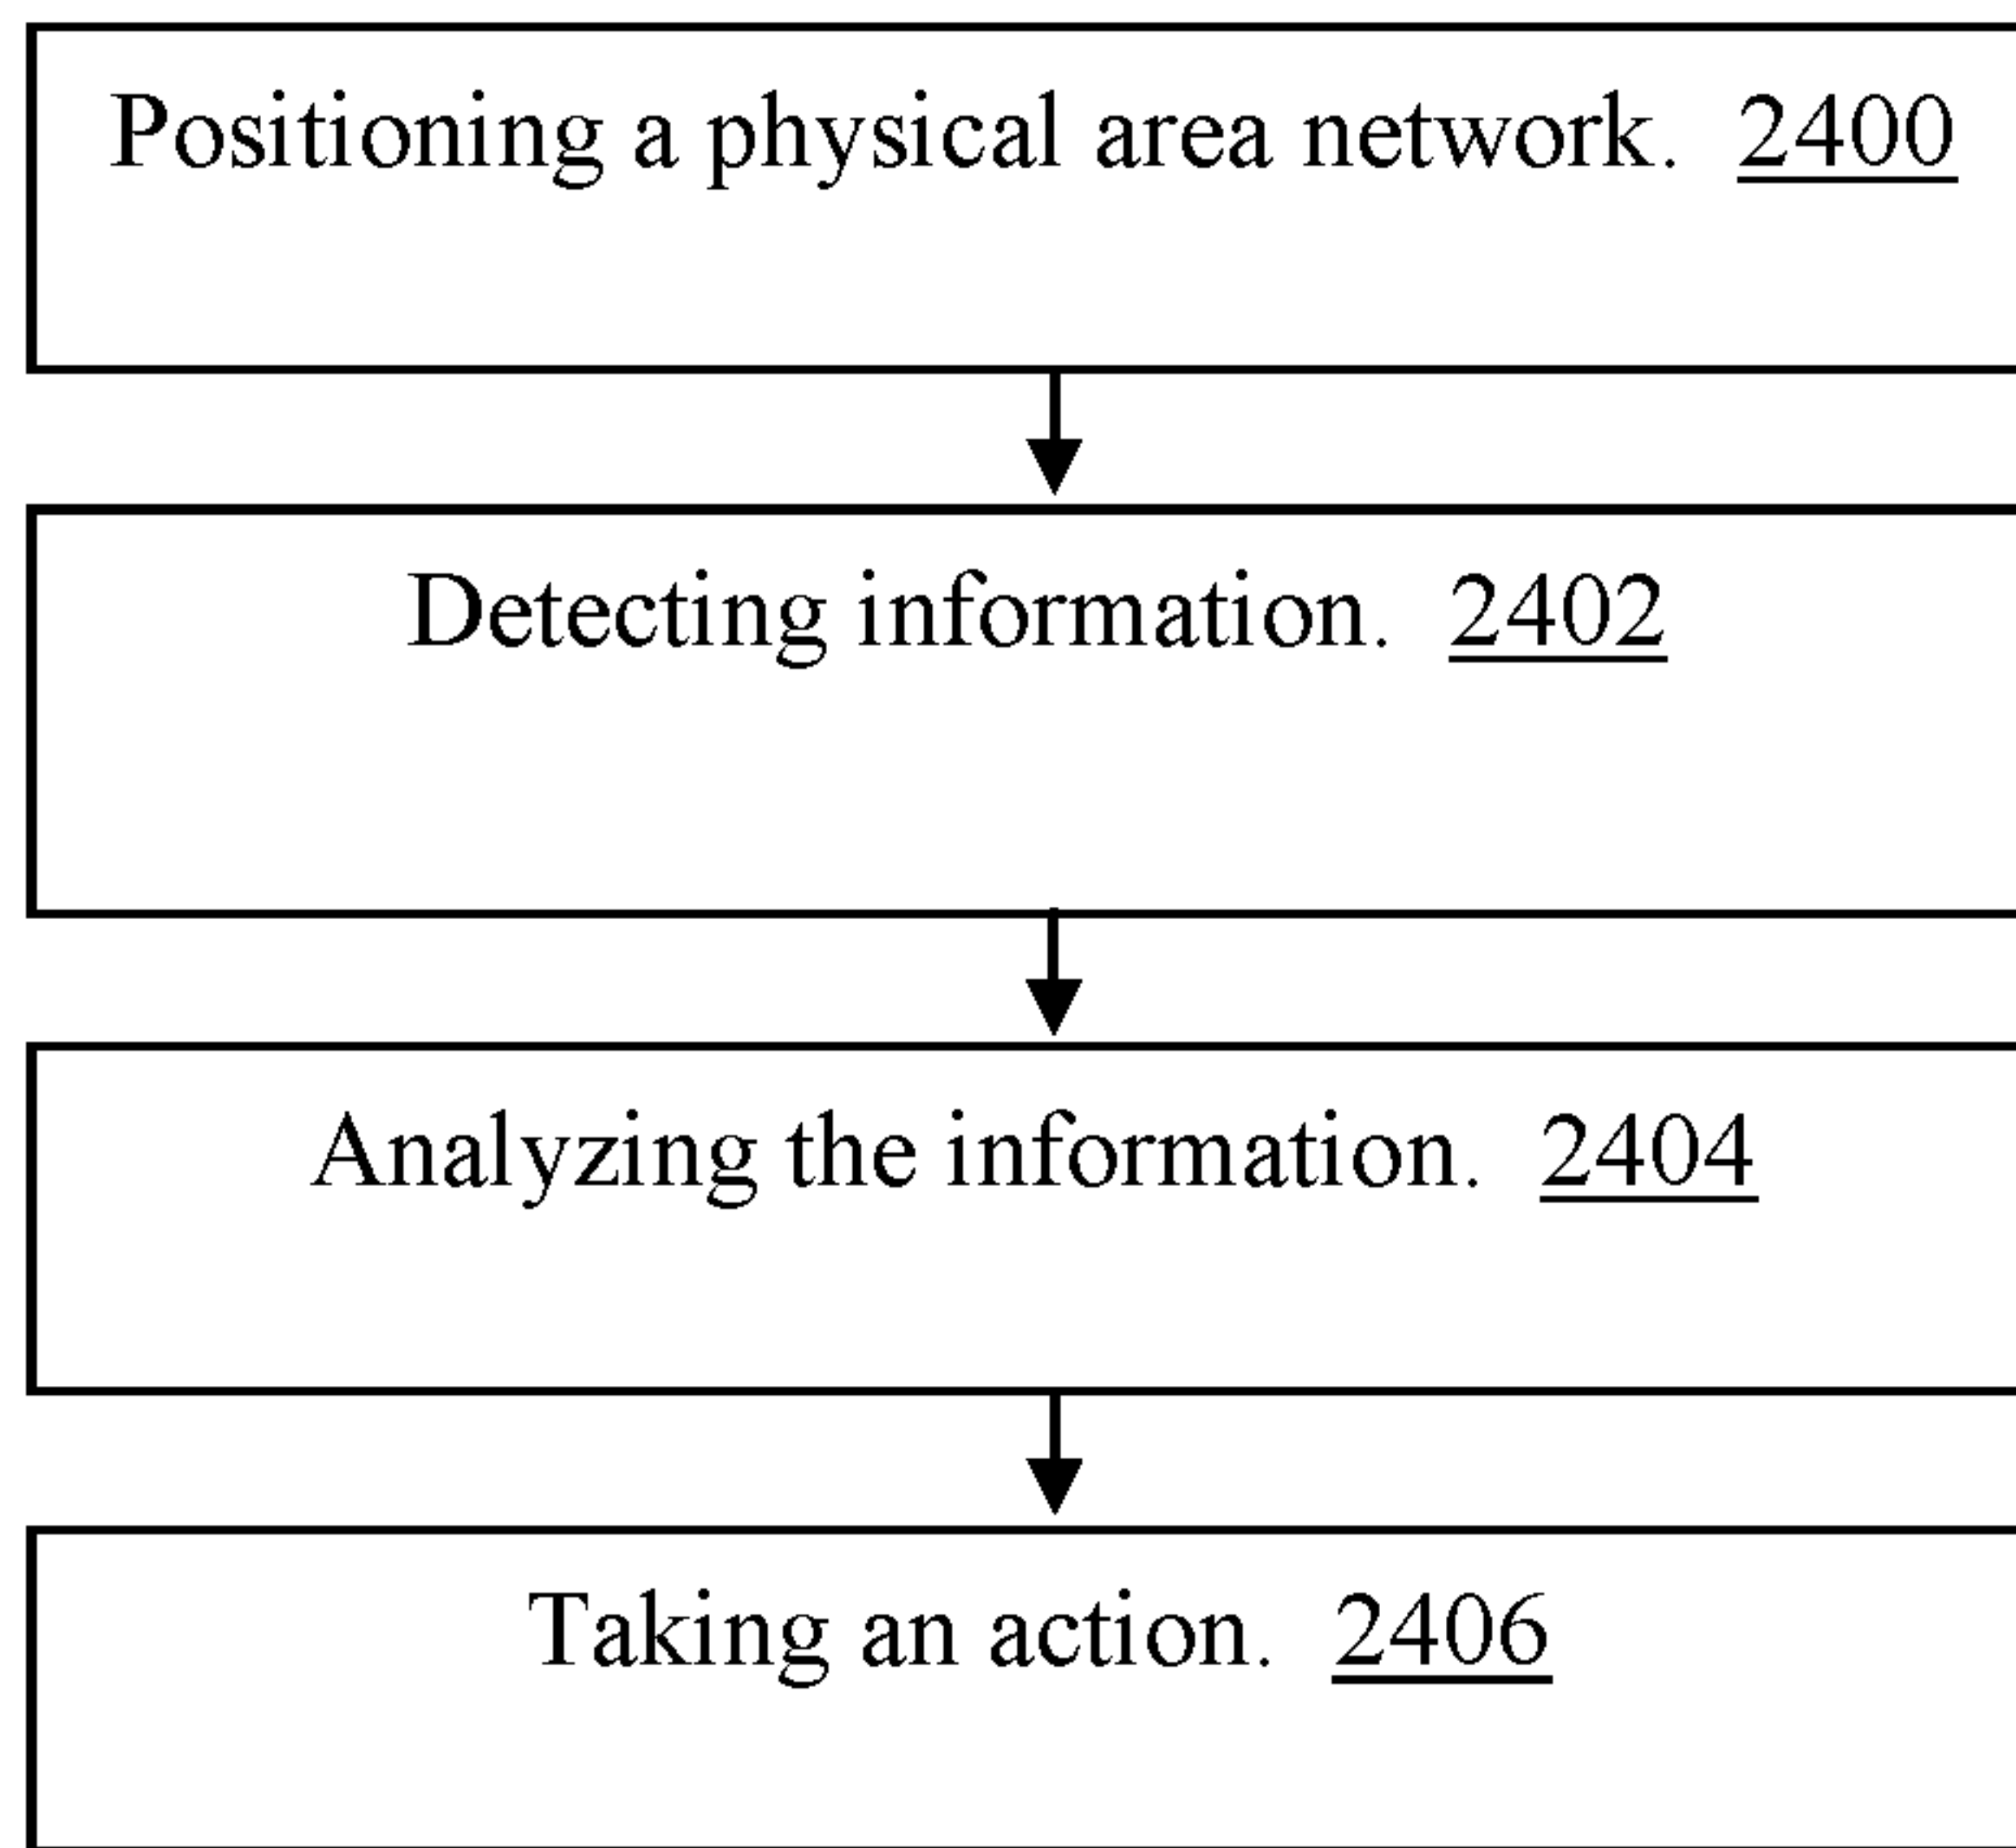 Positioning a physical area network. 2400
Detecting information. 2402
Analyzing the information. 2404
Taking an action. 2406